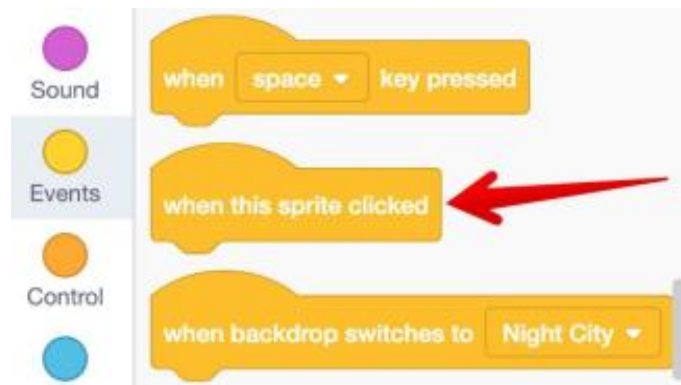 Sound
Events
Control
when space key pressed
when this sprite clicked
when backdrop switches to Night City